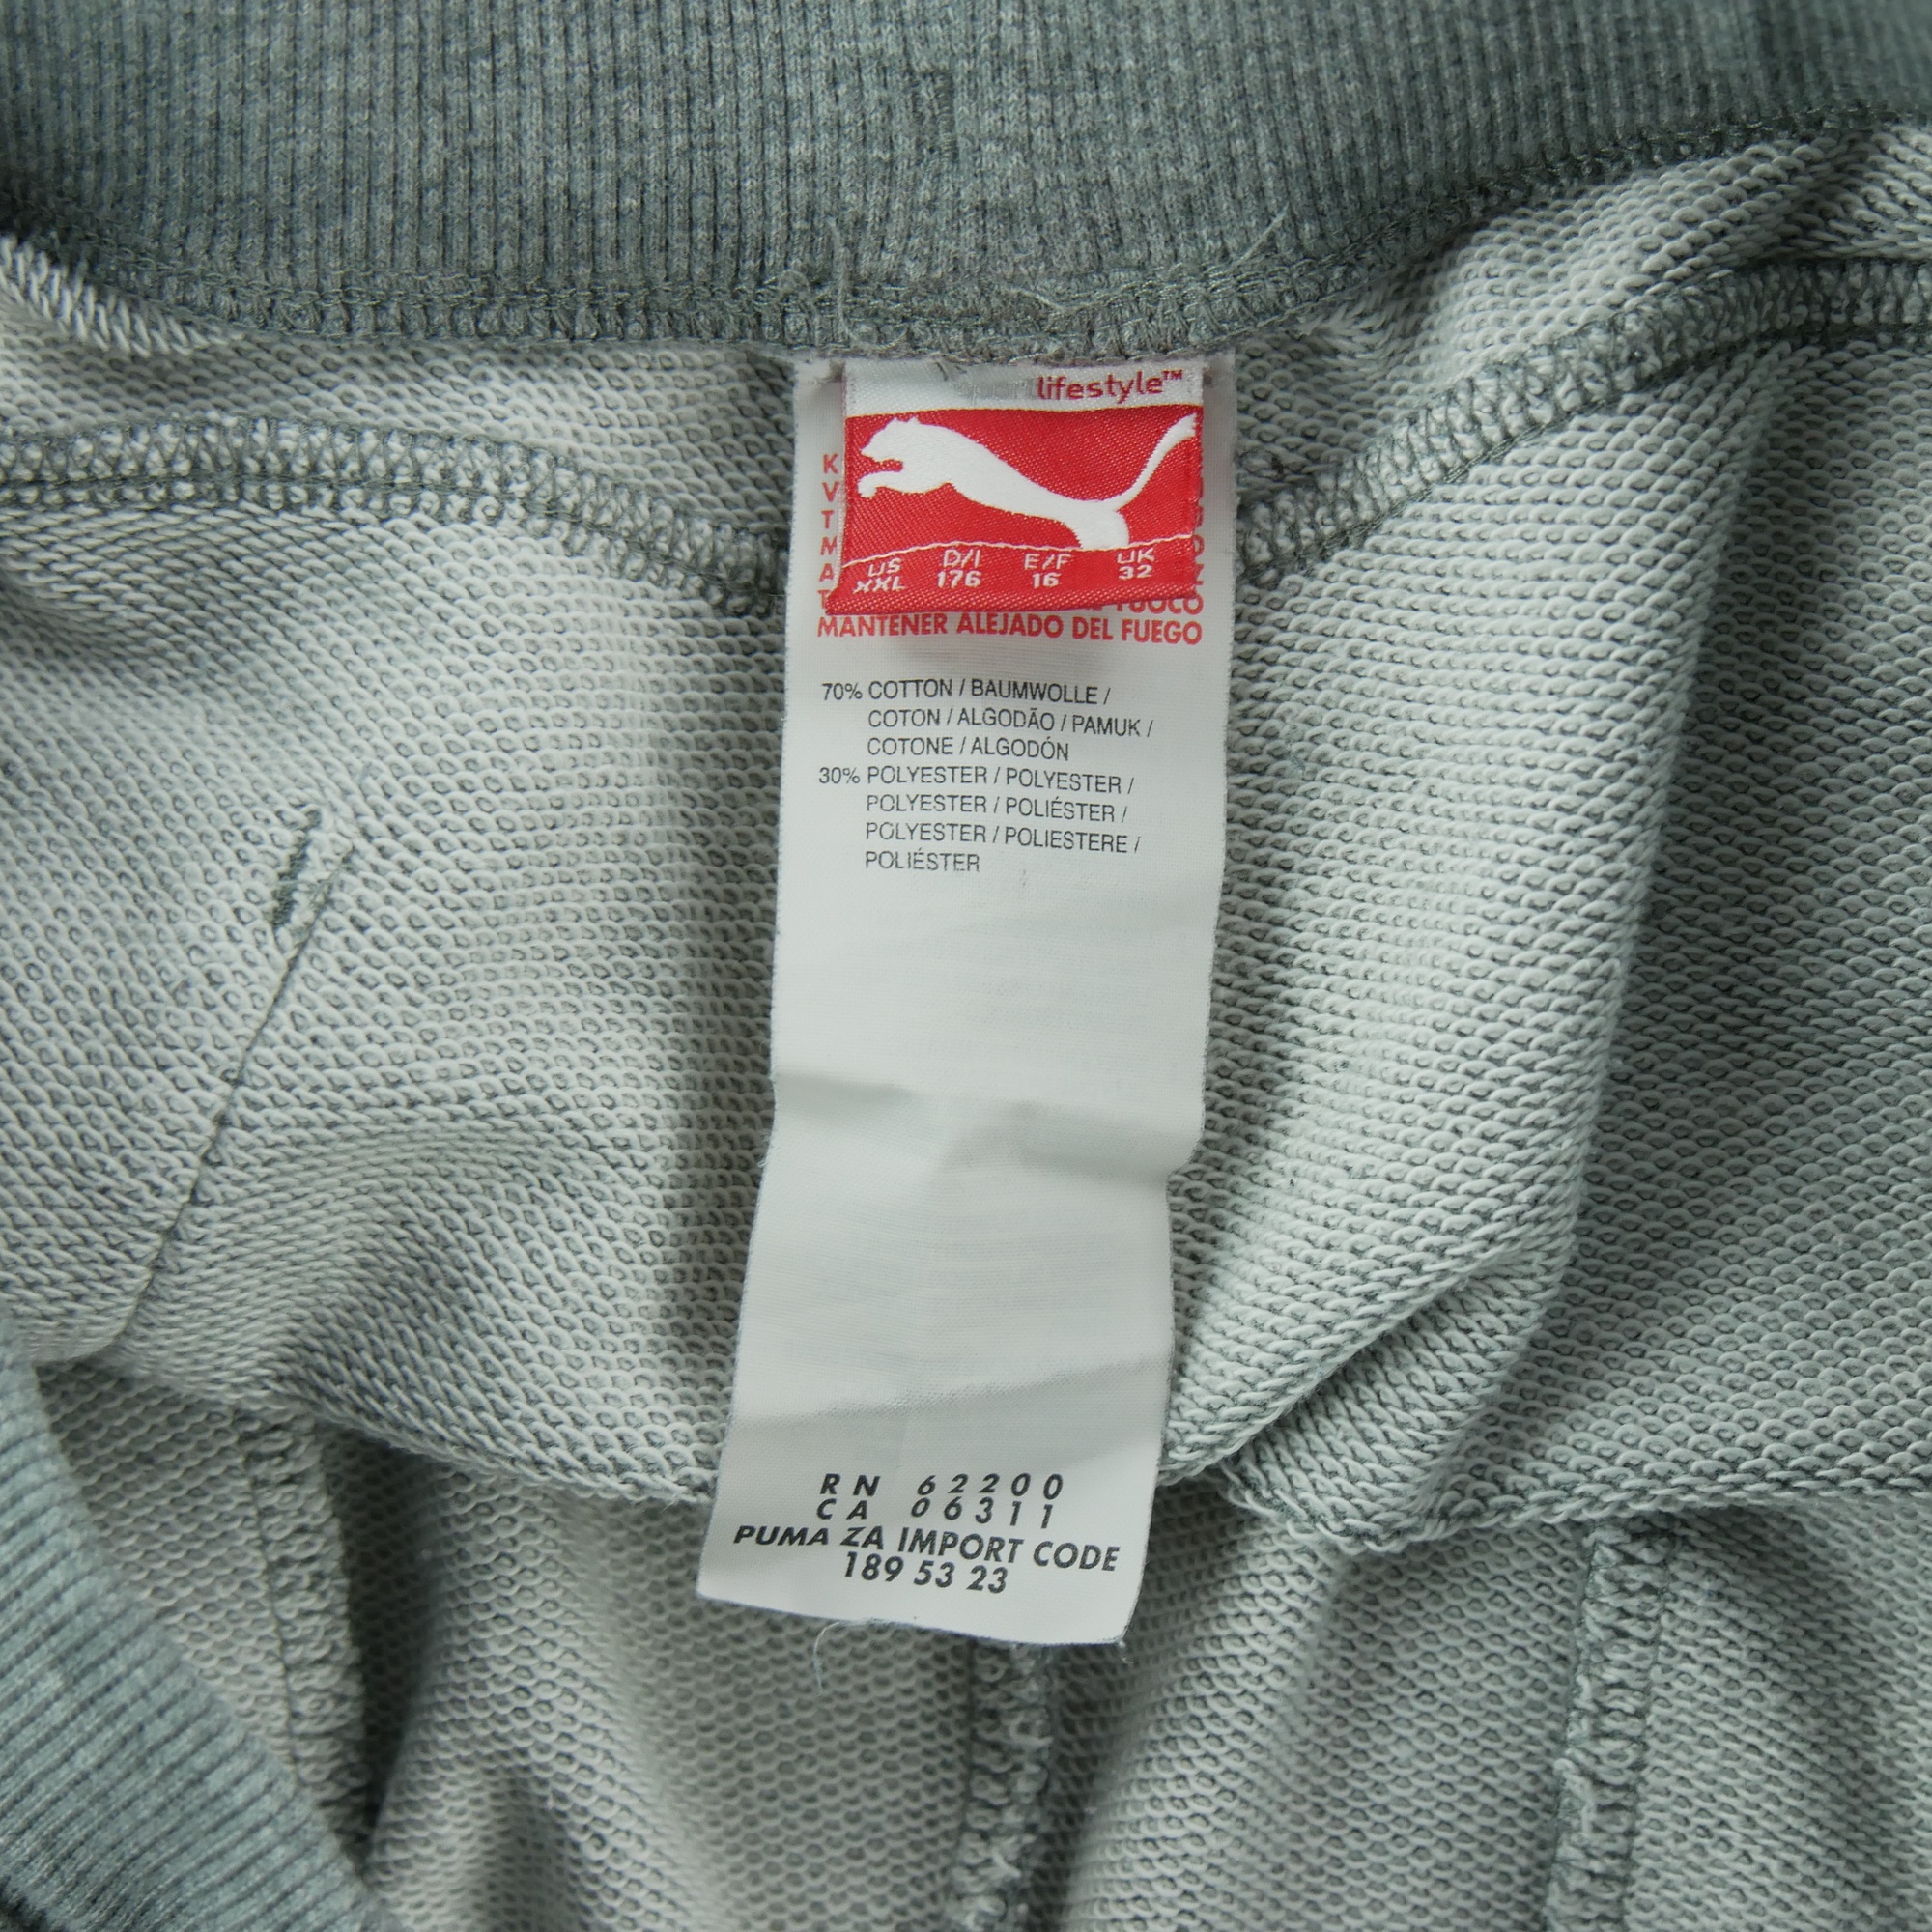 lifestyle™
US D/I E/F UK
XXL 176 16 32
K
V
T
M
A
T
FUOCO
MANTENER ALEJADO DEL FUEGO
70% COTTON / BAUMWOLLE /
COTON / ALGODÃO / PAMUK /
COTONE / ALGODÓN
30% POLYESTER / POLYESTER /
POLYESTER / POLIÉSTER /
POLYESTER / POLIESTERE /
POLIÉSTER
RN 62200
CA 06311
PUMA ZA IMPORT CODE
189 53 23